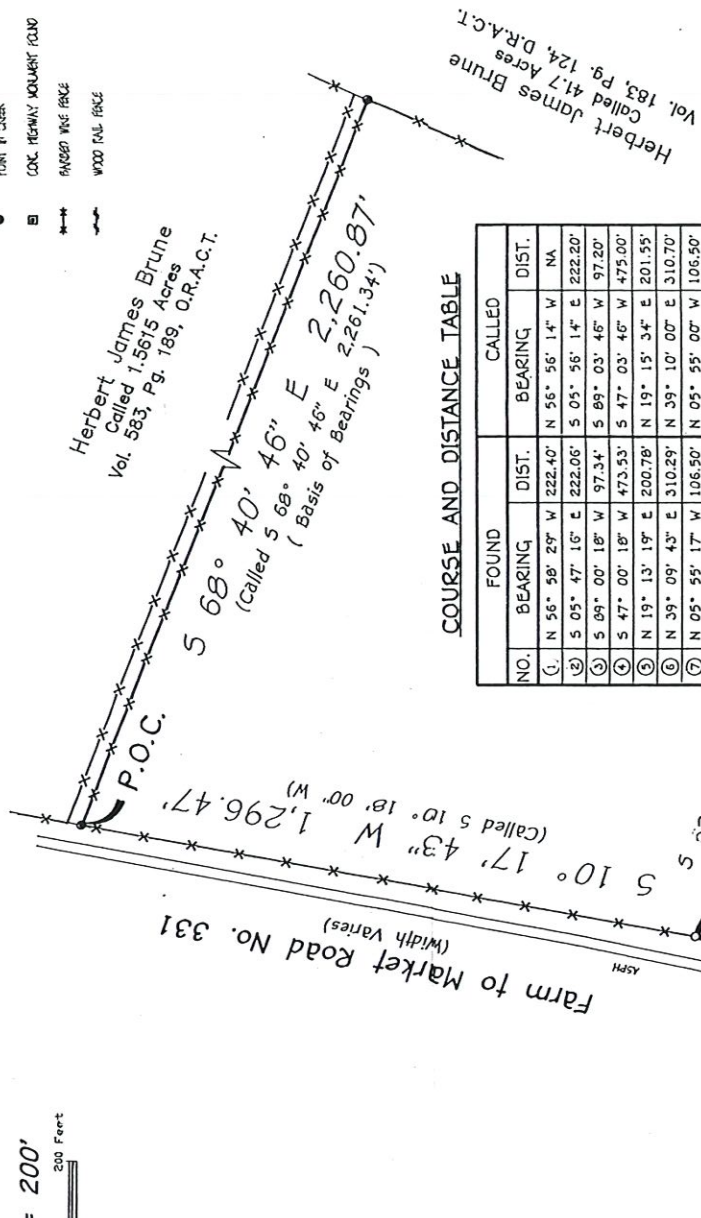 POINT IN CREEK
CONC. HIGHWAY MONUMENT FOUND
BARBED WIRE FENCE
WOOD RAIL FENCE
= 200'
200 Feet
Herbert James Brune
Called 1.5615 Acres
Vol. 583, Pg. 189, O.R.A.C.T.
Herbert James Brune
Called 41.7 Acres
Vol. 183, Pg. 124, D.R.A.C.T.
S 68° 40' 46" E 2,260.87'
(Called S 68° 40' 46" E 2,261.34')
( Basis of Bearings )
P.O.C.
S 10° 17' 43" W 1,296.47'
(Called S 10° 18' 00" W)
Farm to Market Road No. 331
(Width Varies)
ASPH
COURSE AND DISTANCE TABLE
FOUND CALLED
NO. BEARING DIST. BEARING DIST.
1 N 56° 58' 29" W 222.40' N 56° 56' 14" W NA
2 S 05° 47' 16" E 222.06' S 05° 56' 14" E 222.20'
3 S 89° 00' 18" W 97.34' S 89° 03' 46" W 97.20'
4 S 47° 00' 18" W 473.53' S 47° 03' 46" W 475.00'
5 N 19° 13' 19" E 200.78' N 19° 15' 34" E 201.55'
6 N 39° 09' 43" E 310.29' N 39° 10' 00" E 310.70'
7 N 05° 55' 17" W 106.50' N 05° 55' 00" W 106.50'
S